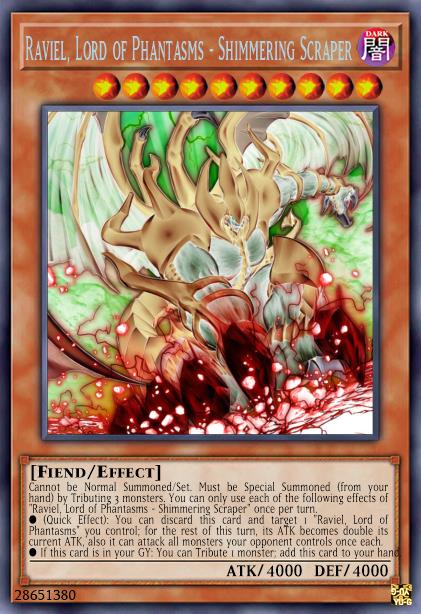 Raviel, Lord of Phantasms - Shimmering Scraper
DARK
闇
[Fiend/Effect]
Cannot be Normal Summoned/Set. Must be Special Summoned (from your
hand) by Tributing 3 monsters. You can only use each of the following effects of
"Raviel, Lord of Phantasms - Shimmering Scraper" once per turn.
● (Quick Effect): You can discard this card and target 1 "Raviel, Lord of
Phantasms" you control; for the rest of this turn, its ATK becomes double its
current ATK, also it can attack all monsters your opponent controls once each.
● If this card is in your GY: You can Tribute 1 monster; add this card to your hand
ATK/4000 DEF/4000
28651380